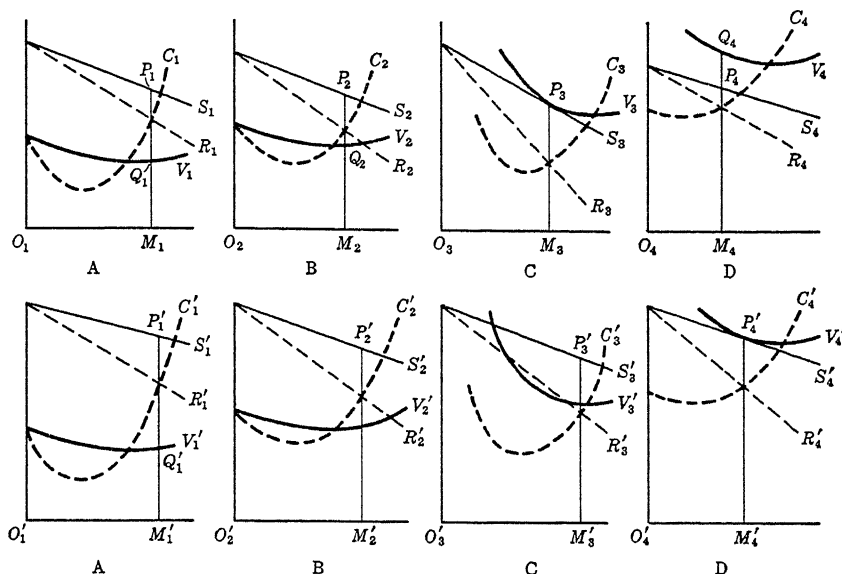 C₁ P₁ S₁ R₁ Q₁ V₁ O₁ M₁ A
C₂ P₂ S₂ V₂ Q₂ R₂ O₂ M₂ B
C₃ P₃ V₃ S₃ R₃ O₃ M₃ C
C₄ Q₄ V₄ P₄ S₄ R₄ O₄ M₄ D
C₁′ P₁′ S₁′ R₁′ V₁′ Q₁′ O₁′ M₁′ A
C₂′ P₂′ S₂′ V₂′ R₂′ O₂′ M₂′ B
C₃′ P₃′ S₃′ V₃′ R₃′ O₃′ M₃′ C
C₄′ P₄′ V₄′ S₄′ R₄′ O₄′ M₄′ D